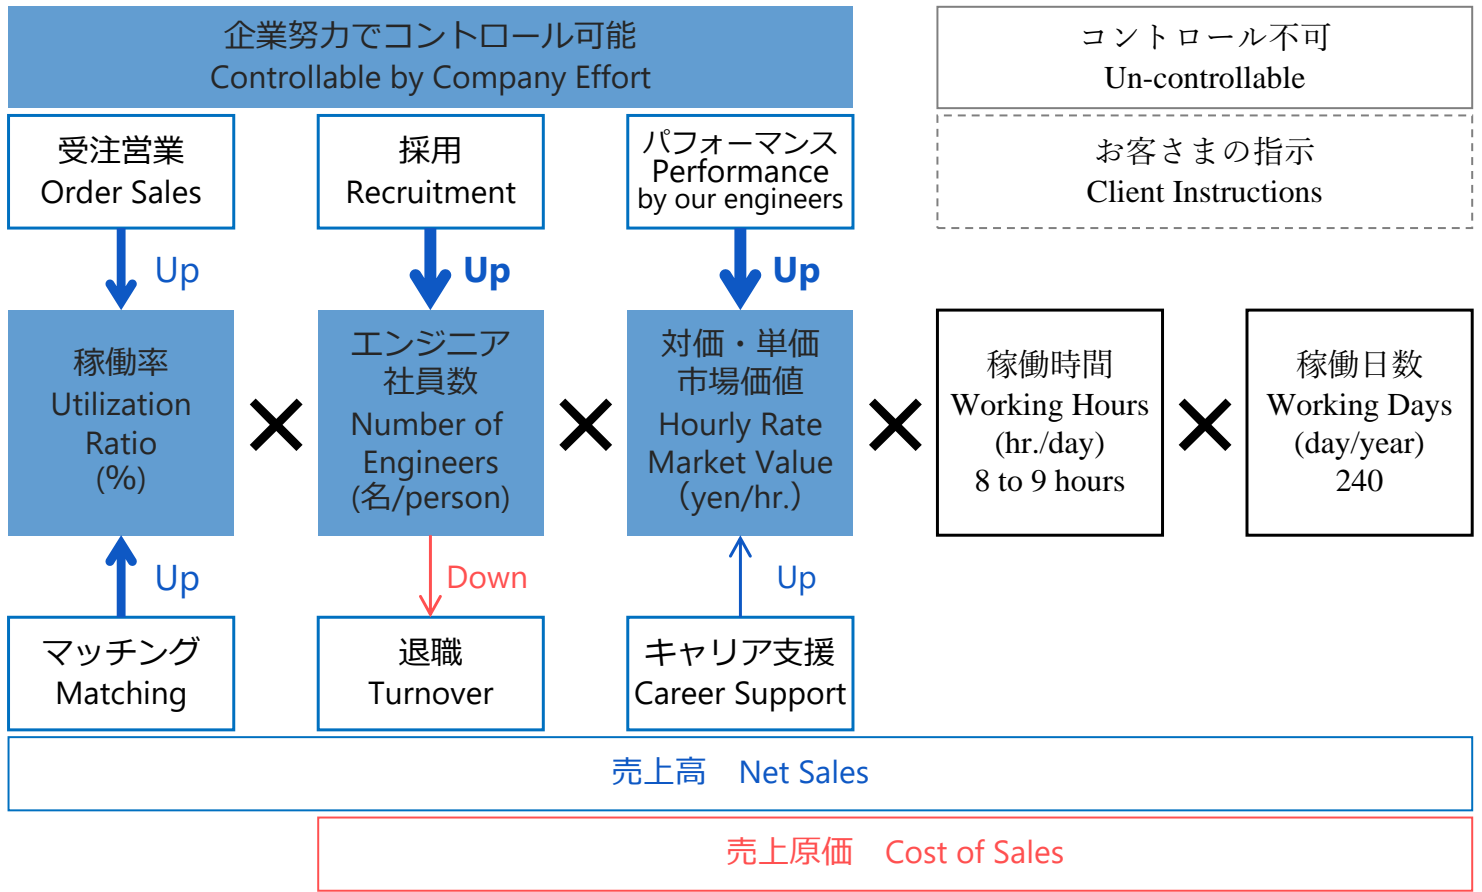 企業努力でコントロール可能
Controllable by Company Effort
コントロール不可
Un-controllable
受注営業
Order Sales
採用
Recruitment
パフォーマンス
Performance
by our engineers
お客さまの指示
Client Instructions
Up
Up
Up
稼働率
Utilization
Ratio
(%)
×
エンジニア
社員数
Number of
Engineers
(名/person)
×
対価・単価
市場価値
Hourly Rate
Market Value
（yen/hr.）
×
稼働時間
Working Hours
(hr./day)
8 to 9 hours
×
稼働日数
Working Days
(day/year)
240
Up
Down
Up
マッチング
Matching
退職
Turnover
キャリア支援
Career Support
売上高　Net Sales
売上原価　Cost of Sales